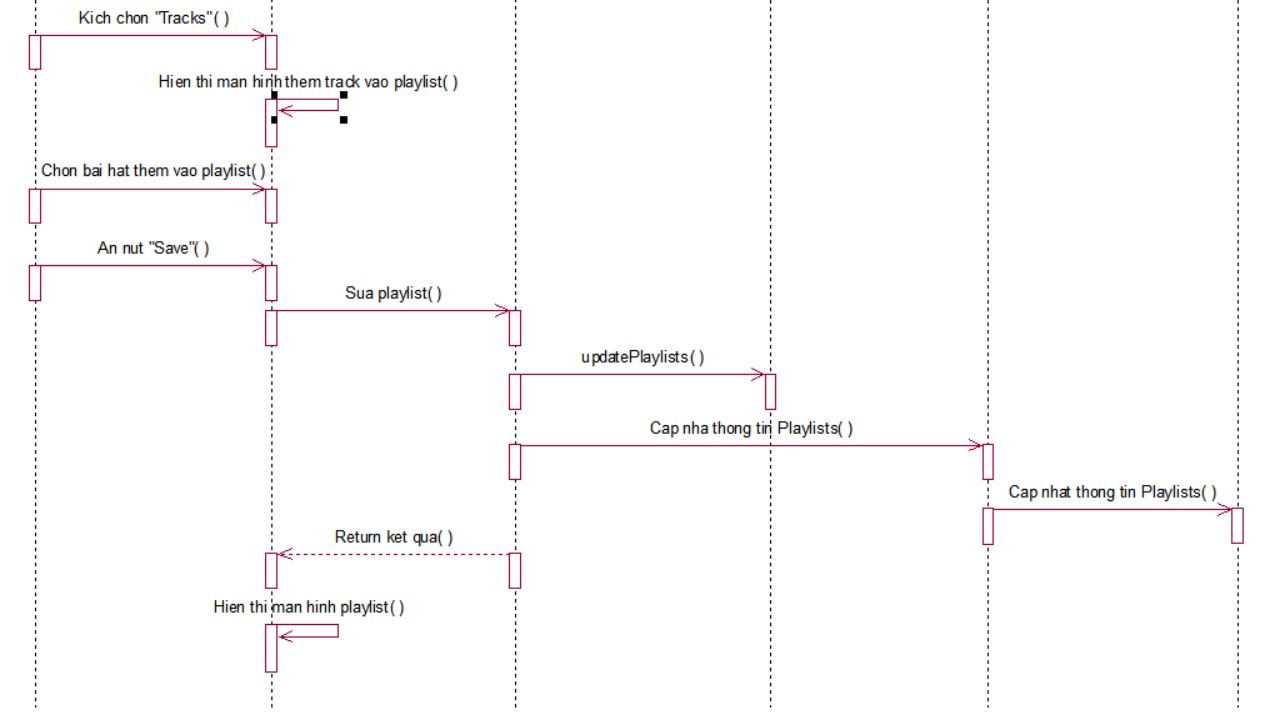 Kich chon "Tracks"( )
Hien thi man hinh them track vao playlist( )
Chon bai hat them vao playlist( )
An nut "Save"( )
Sua playlist( )
updatePlaylists( )
Cap nha thong tin Playlists( )
Cap nhat thong tin Playlists( )
Return ket qua( )
Hien thi man hinh playlist( )